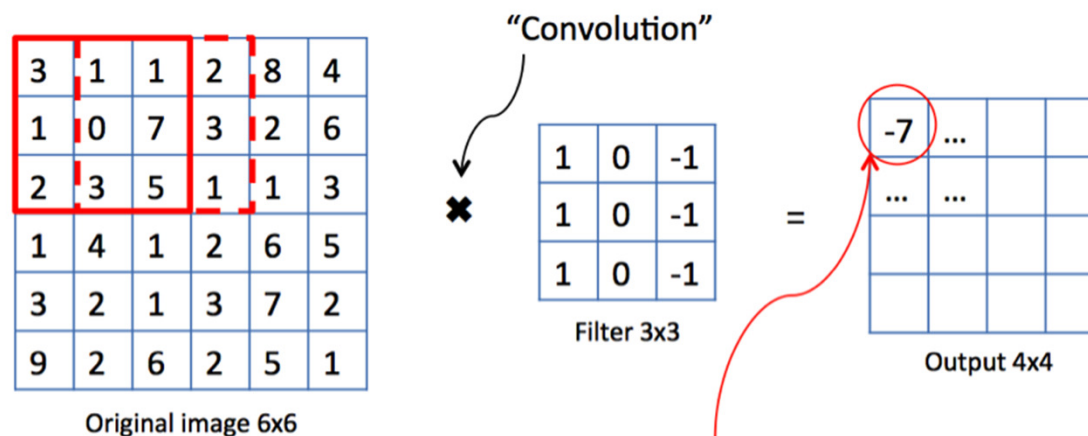 “Convolution”
3 1 1 2 8 4
1 0 7 3 2 6
2 3 5 1 1 3
1 4 1 2 6 5
3 2 1 3 7 2
9 2 6 2 5 1
Original image 6x6
✖
1 0 -1
1 0 -1
1 0 -1
Filter 3x3
=
-7 ...
... ...
Output 4x4